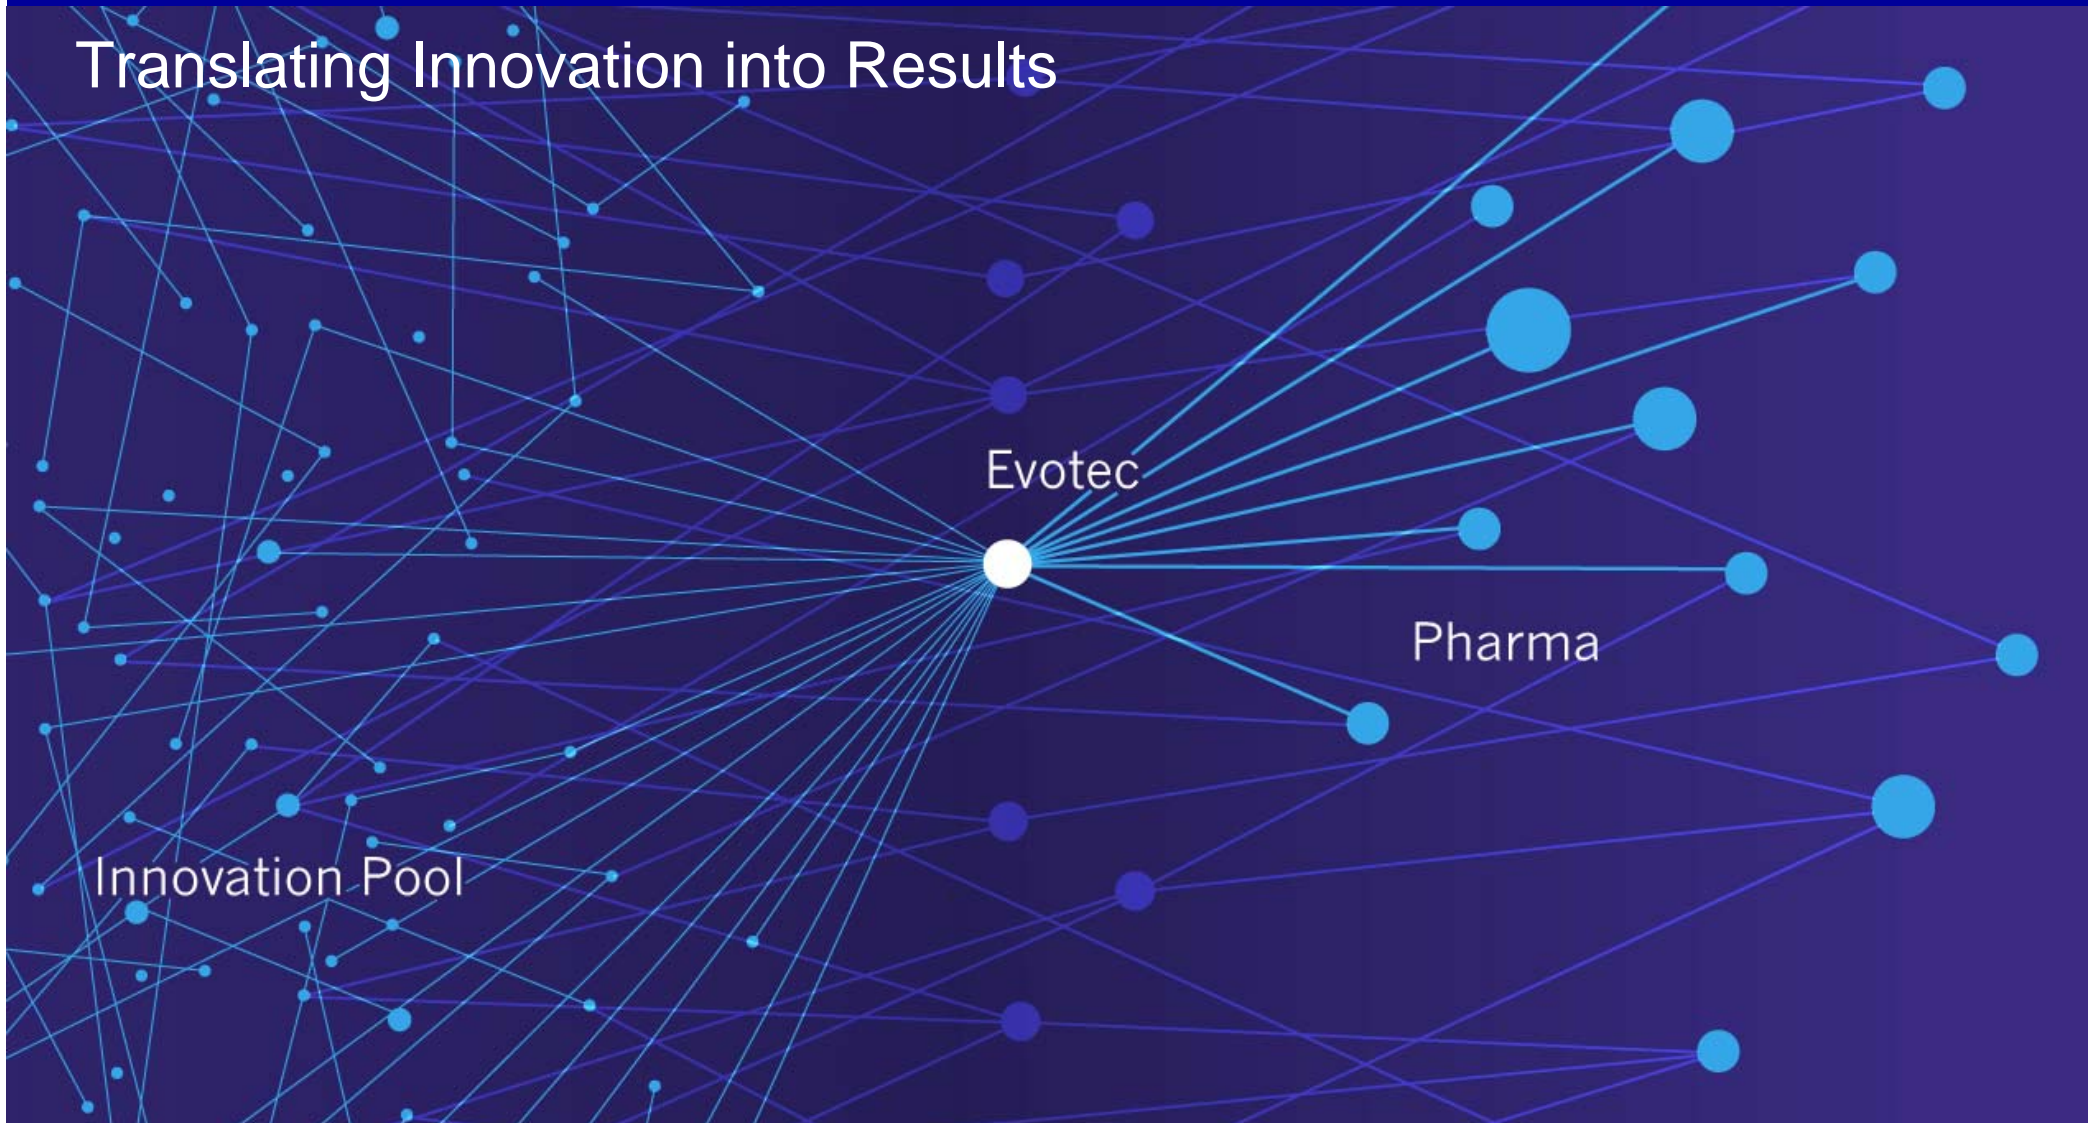 Translating Innovation into Results
Evotec
Pharma
Innovation Pool